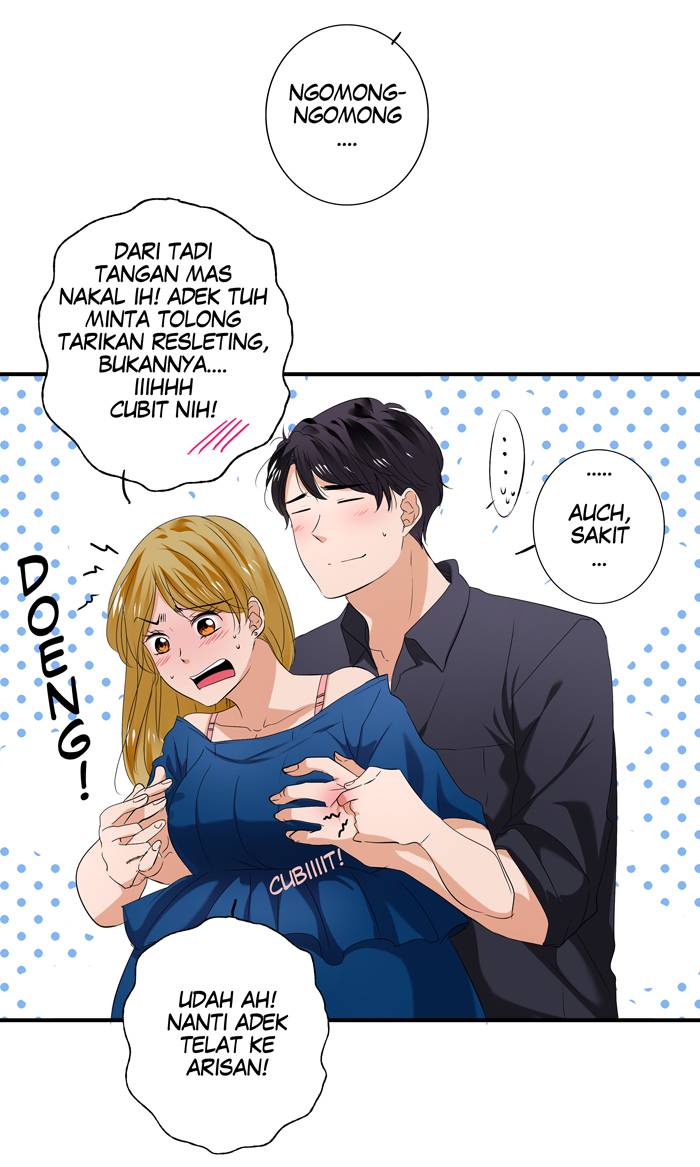 NGOMONG-
NGOMONG
....
DARI TADI
TANGAN MAS
NAKAL IH! ADEK TUH
MINTA TOLONG
TARIKAN RESLETING,
BUKANNYA....
IIIHHH
CUBIT NIH!
....
.....
AUCH,
SAKIT
...
DOENG!
CUBIIIIT!
UDAH AH!
NANTI ADEK
TELAT KE
ARISAN!